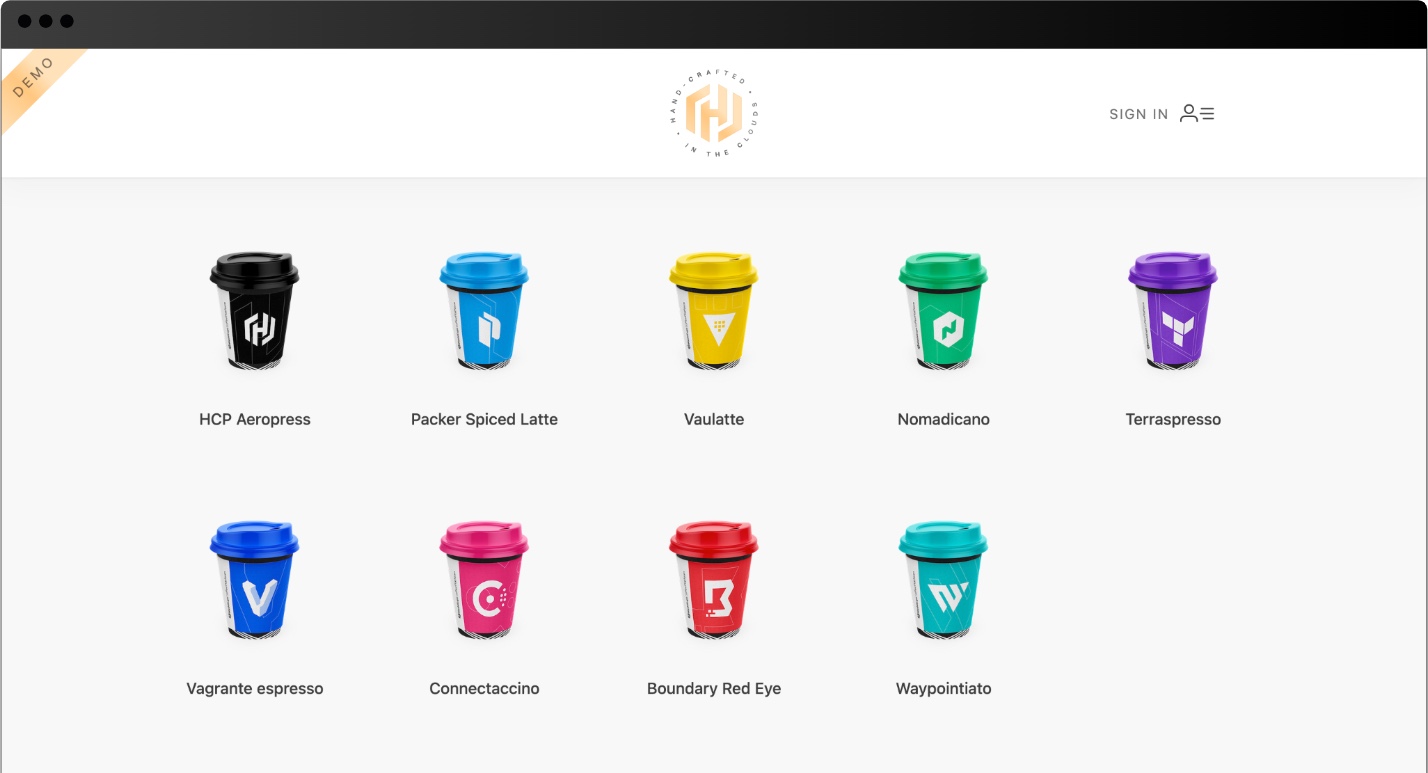 DEMO
HAND-CRAFTED • IN THE CLOUDS •
SIGN IN
HCP Aeropress
Packer Spiced Latte
Vaulatte
Nomadicano
Terraspresso
Vagrante espresso
Connectaccino
Boundary Red Eye
Waypointiato